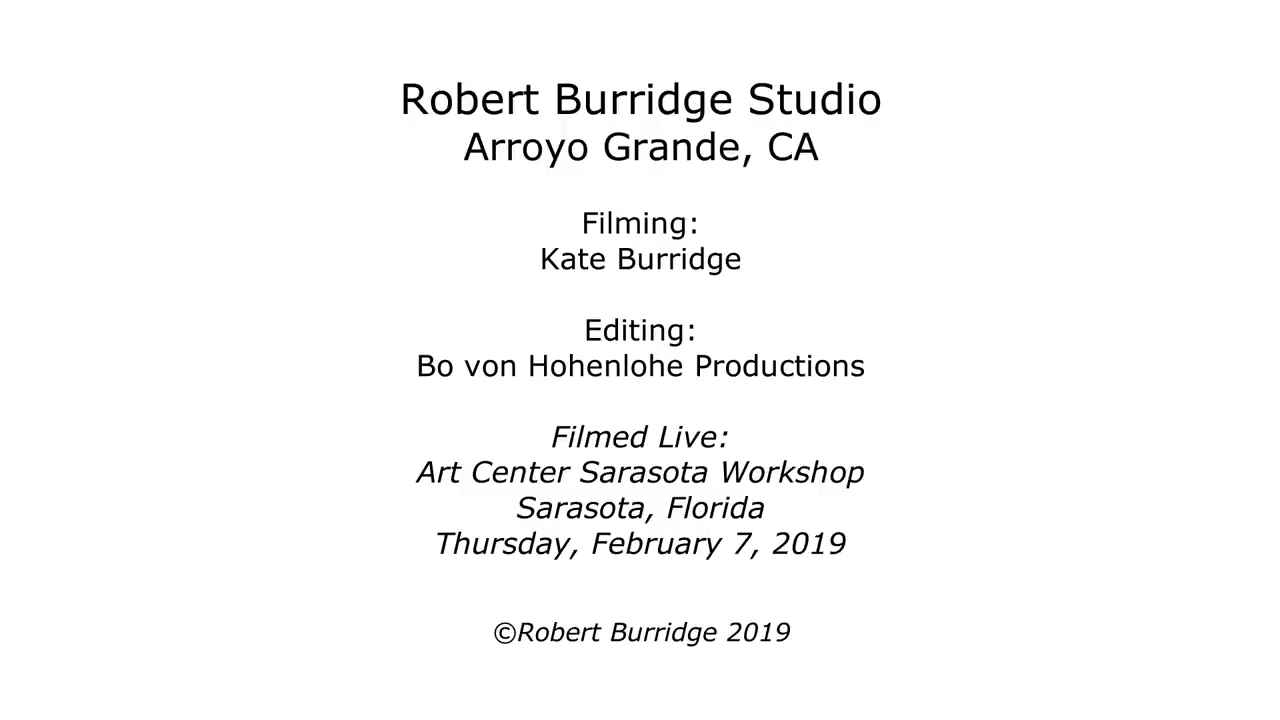 Robert Burridge Studio
Arroyo Grande, CA
Filming:
Kate Burridge
Editing:
Bo von Hohenlohe Productions
Filmed Live:
Art Center Sarasota Workshop
Sarasota, Florida
Thursday, February 7, 2019
©Robert Burridge 2019